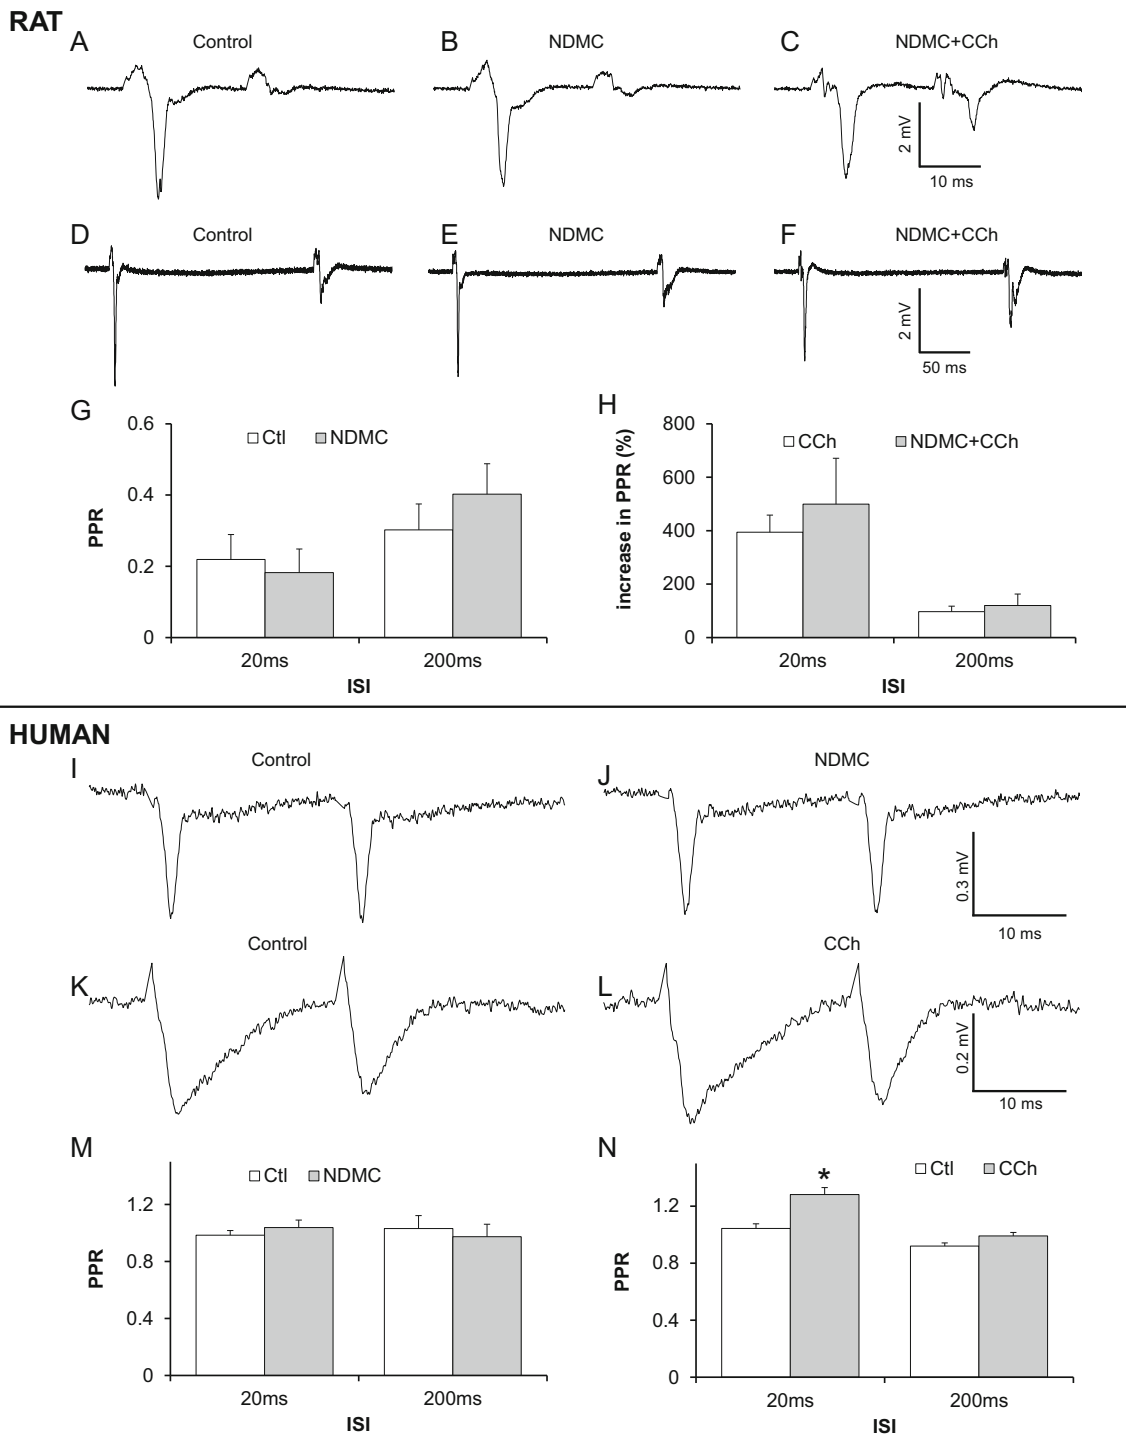 RAT
A Control B NDMC C NDMC+CCh
2 mV
10 ms
D Control E NDMC F NDMC+CCh
2 mV
50 ms
G
PPR
0.6
0.4
0.2
0
Ctl NDMC
20ms 200ms
ISI
H
increase in PPR (%)
800
600
400
200
0
CCh NDMC+CCh
20ms 200ms
ISI
HUMAN
I Control J NDMC
0.3 mV
10 ms
K Control L CCh
0.2 mV
10 ms
M
PPR
1.2
0.8
0.4
0
Ctl NDMC
20ms 200ms
ISI
N
PPR
1.2
0.8
0.4
0
Ctl CCh
*
20ms 200ms
ISI